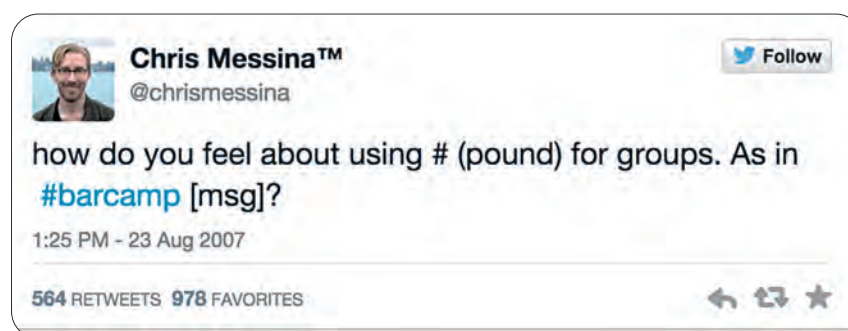 Chris Messina™
Follow
@chrismessina
how do you feel about using # (pound) for groups. As in
#barcamp [msg]?
1:25 PM - 23 Aug 2007
564 RETWEETS 978 FAVORITES